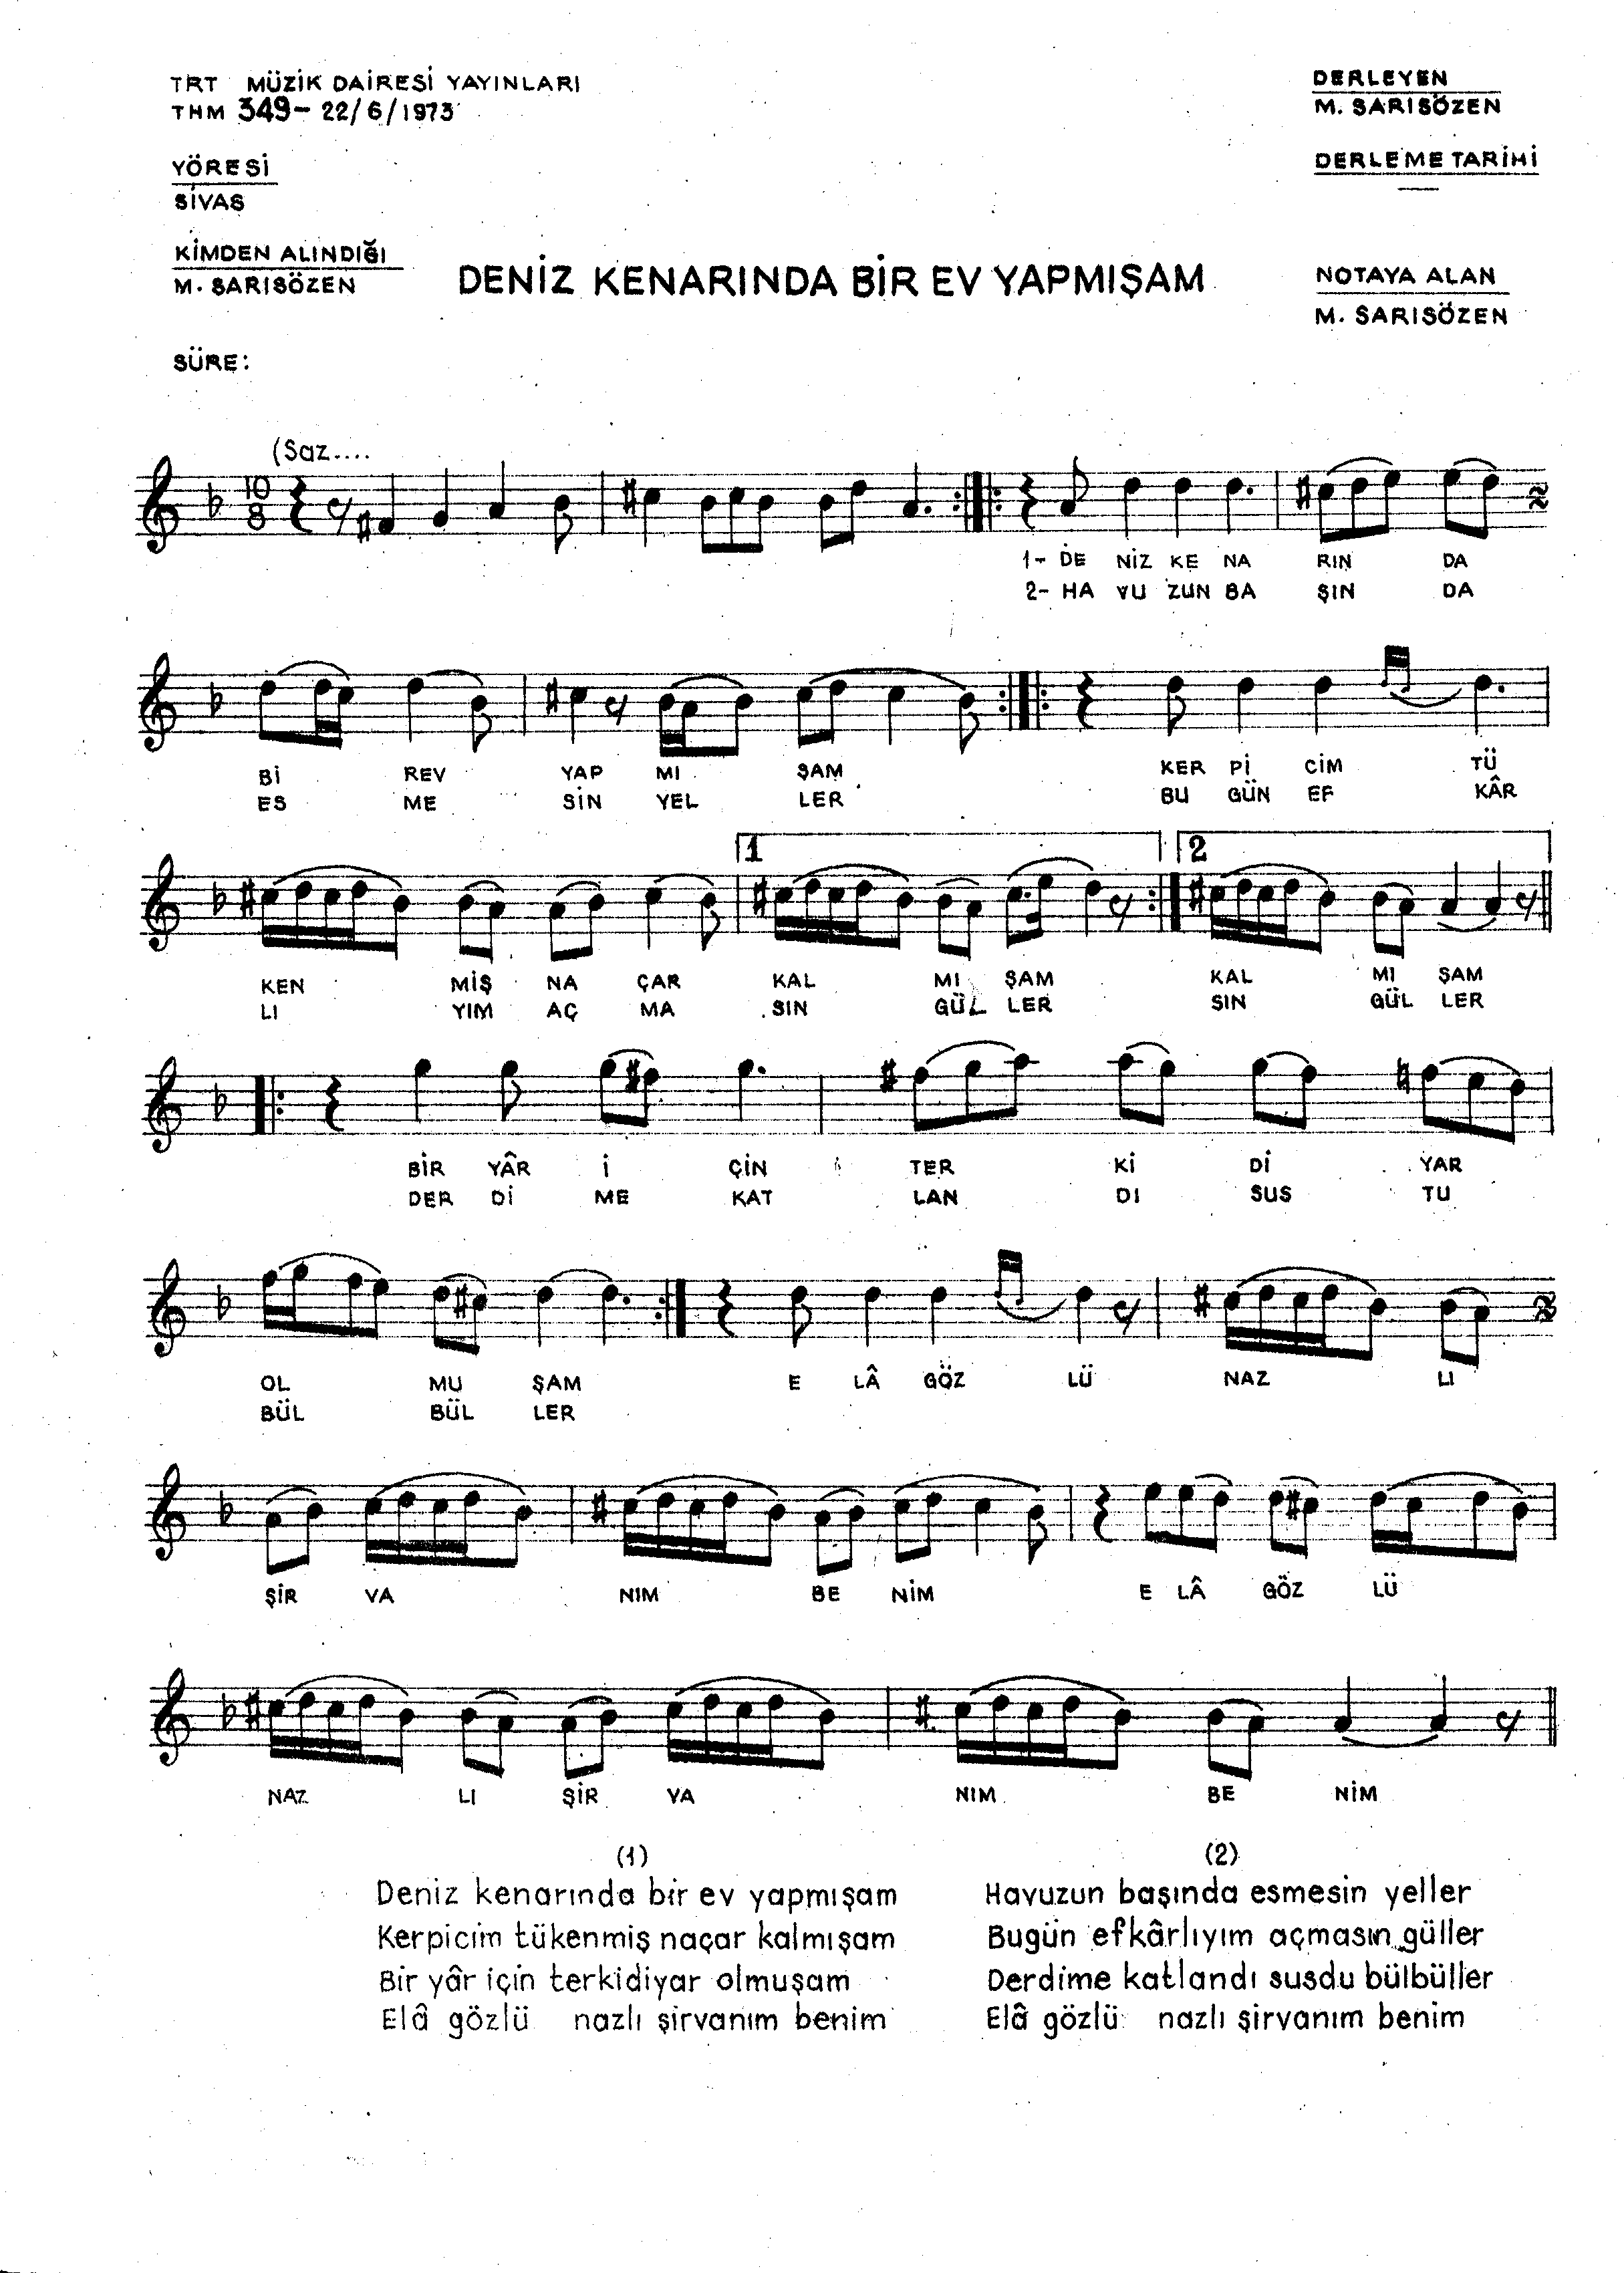 TRT MÜZİK DAİRESİ YAYINLARI
THM 349- 22/6/1973
YÖRESİ
SİVAS
KİMDEN ALINDIĞI
M. SARISÖZEN
SÜRE:
DENİZ KENARINDA BİR EV YAPMIŞAM
DERLEYEN
M. SARISÖZEN
DERLEME TARİHİ
NOTAYA ALAN
M. SARISÖZEN
(Saz....
10
8
1- DE NİZ KE NA RIN DA
2- HA VU ZUN BA ŞIN DA
Bİ REV YAP MI ŞAM KER Pİ CİM TÜ
ES ME SİN YEL LER BU GÜN EF KÂR
1 2
KEN MİŞ NA ÇAR KAL MI ŞAM KAL MI ŞAM
LI YIM AÇ MA SIN GÜL LER SIN GÜL LER
BİR YÂR İ ÇİN TER Kİ Dİ YAR
DER Dİ ME KAT LAN DI SUS TU
OL MU ŞAM E LÂ GÖZ LÜ NAZ LI
BÜL BÜL LER
ŞİR VA NIM BE NİM E LÂ GÖZ LÜ
NAZ LI ŞİR VA NIM BE NİM
(1)
Deniz kenarında bir ev yapmışam
Kerpicim tükenmiş naçar kalmışam
Bir yâr için terkidiyar olmuşam
Elâ gözlü nazlı şirvanım benim
(2)
Havuzun başında esmesin yeller
Bugün efkârlıyım açmasın güller
Derdime katlandı susdu bülbüller
Elâ gözlü nazlı şirvanım benim